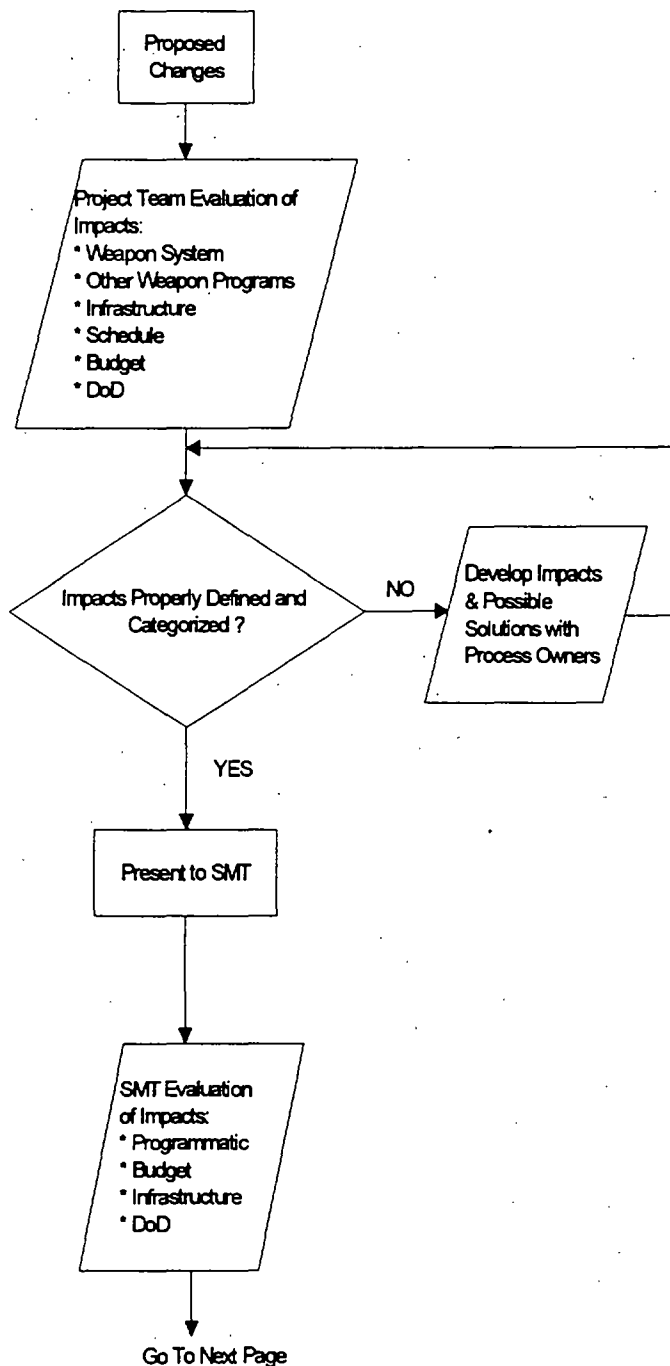 Proposed
Changes
Project Team Evaluation of
Impacts:
* Weapon System
* Other Weapon Programs
* Infrastructure
* Schedule
* Budget
* DoD
Impacts Properly Defined and
Categorized ?
NO
Develop Impacts
& Possible
Solutions with
Process Owners
YES
Present to SMT
SMT Evaluation
of Impacts:
* Programmatic
* Budget
* Infrastructure
* DoD
Go To Next Page